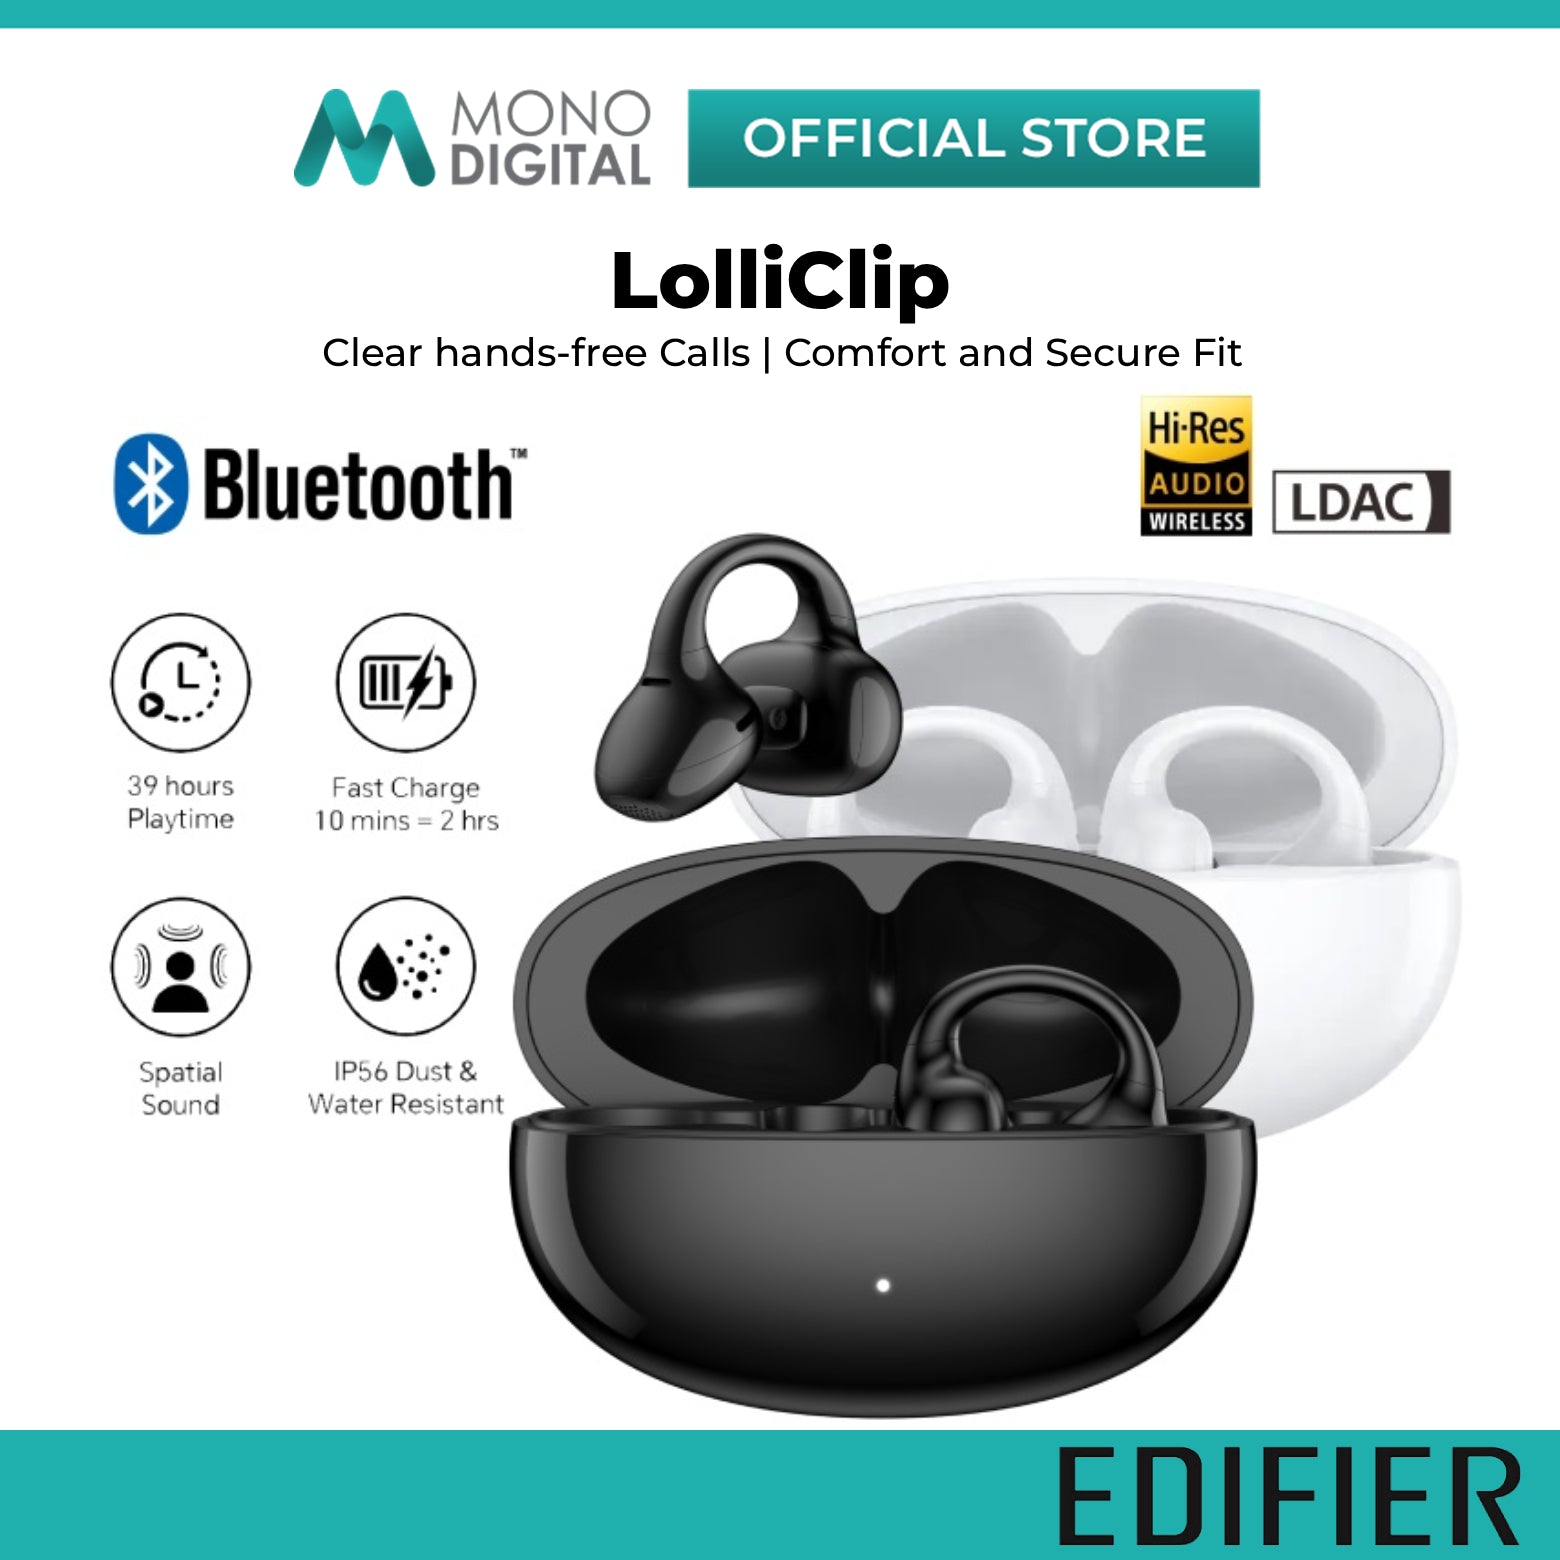 MONO
DIGITAL
OFFICIAL STORE
LolliClip
Clear hands-free Calls | Comfort and Secure Fit
Bluetooth™
Hi-Res
AUDIO
WIRELESS
LDAC
39 hours
Playtime
Fast Charge
10 mins = 2 hrs
Spatial
Sound
IP56 Dust &
Water Resistant
EDIFIER